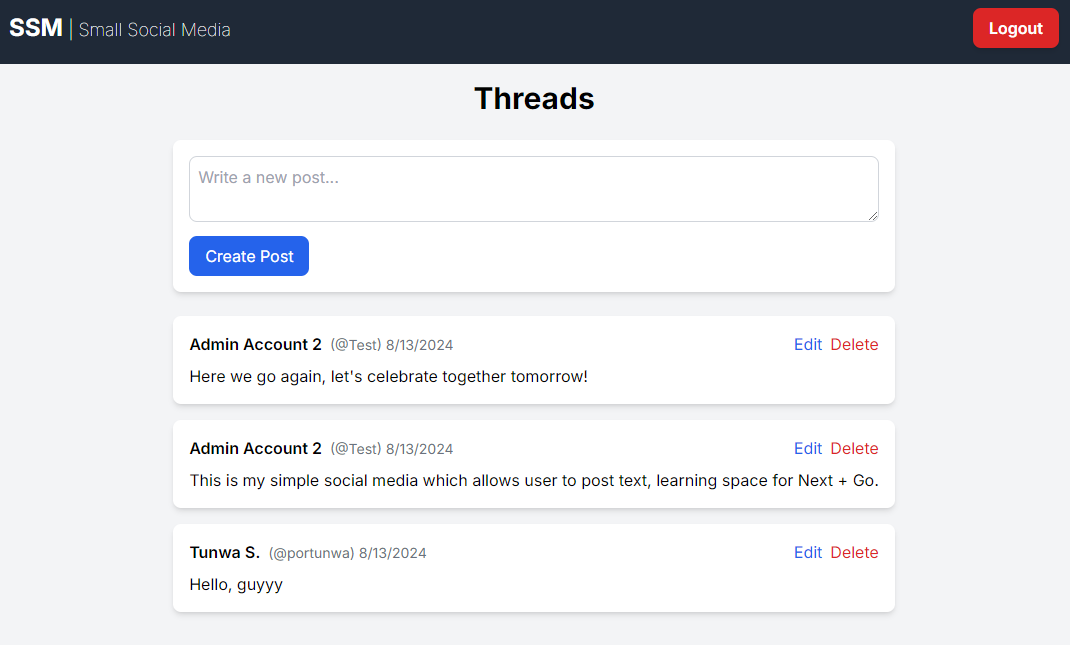 SSM | Small Social Media
Logout
Threads
Write a new post...
Create Post
Admin Account 2 (@Test) 8/13/2024 Edit Delete
Here we go again, let's celebrate together tomorrow!
Admin Account 2 (@Test) 8/13/2024 Edit Delete
This is my simple social media which allows user to post text, learning space for Next + Go.
Tunwa S. (@portunwa) 8/13/2024 Edit Delete
Hello, guyyy